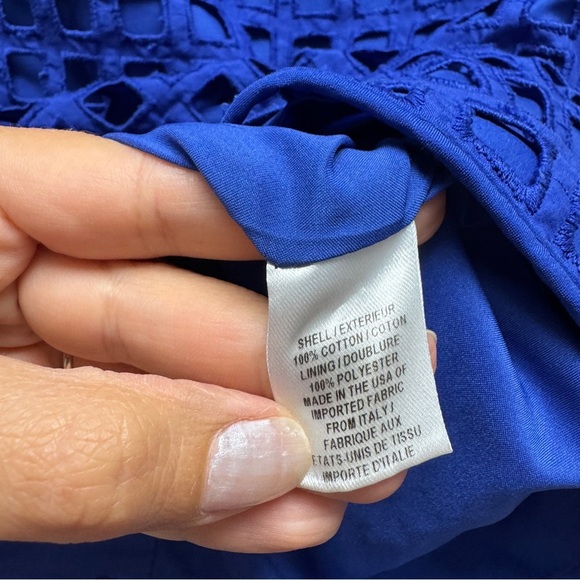 SHELL / EXTERIEUR
100% COTTON / COTON
LINING / DOUBLURE
100% POLYESTER
MADE IN THE USA OF
IMPORTED FABRIC
FROM ITALY /
FABRIQUE AUX
ETATS-UNIS DE TISSU
IMPORTE D'ITALIE